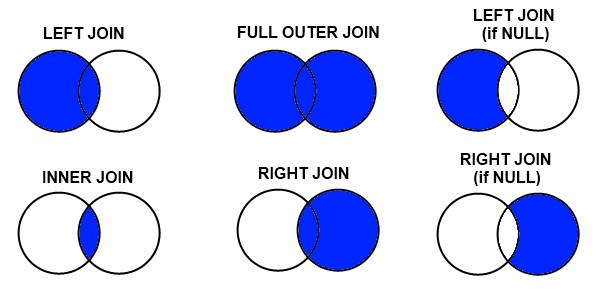 LEFT JOIN
FULL OUTER JOIN
LEFT JOIN
(if NULL)
INNER JOIN
RIGHT JOIN
RIGHT JOIN
(if NULL)